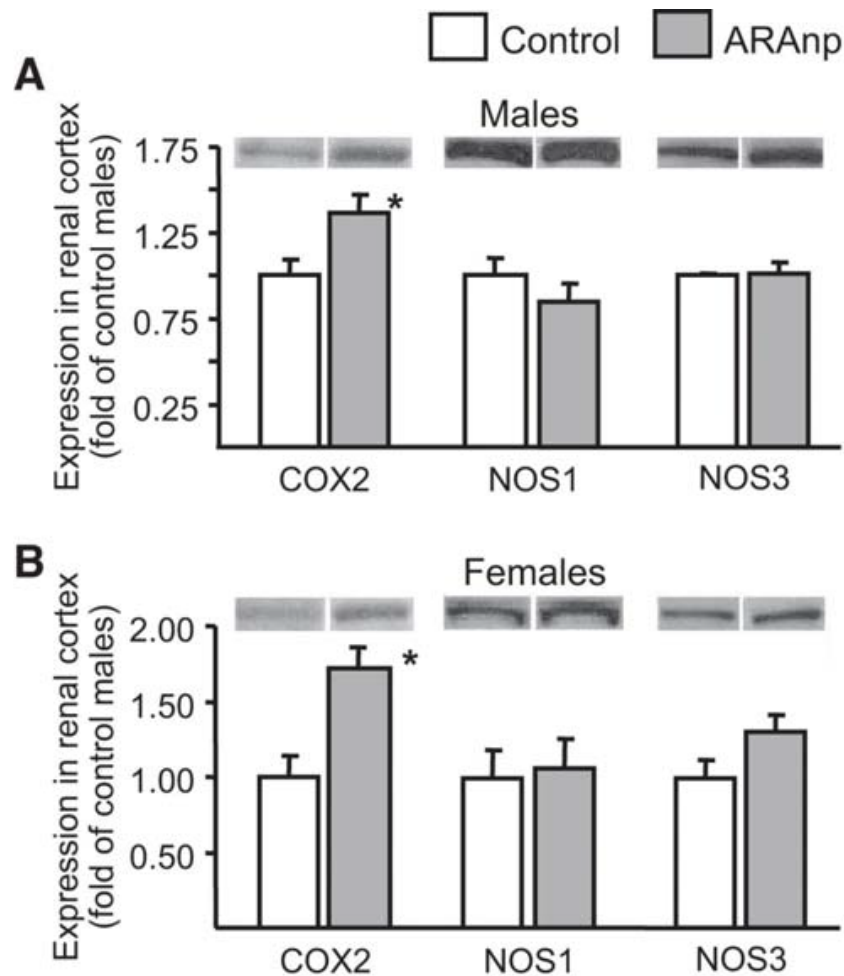 Control ARAnp
A
Males
Expression in renal cortex
(fold of control males)
1.75
1.25
0.75
0.25
*
COX2 NOS1 NOS3
B
Females
Expression in renal cortex
(fold of control males)
2.00
1.50
1.00
0.50
*
COX2 NOS1 NOS3